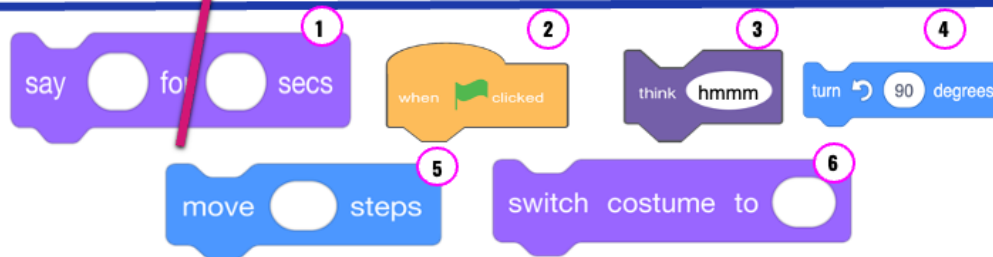 1
say for secs
2
when clicked
3
think hmmm
4
turn 90 degrees
5
move steps
6
switch costume to